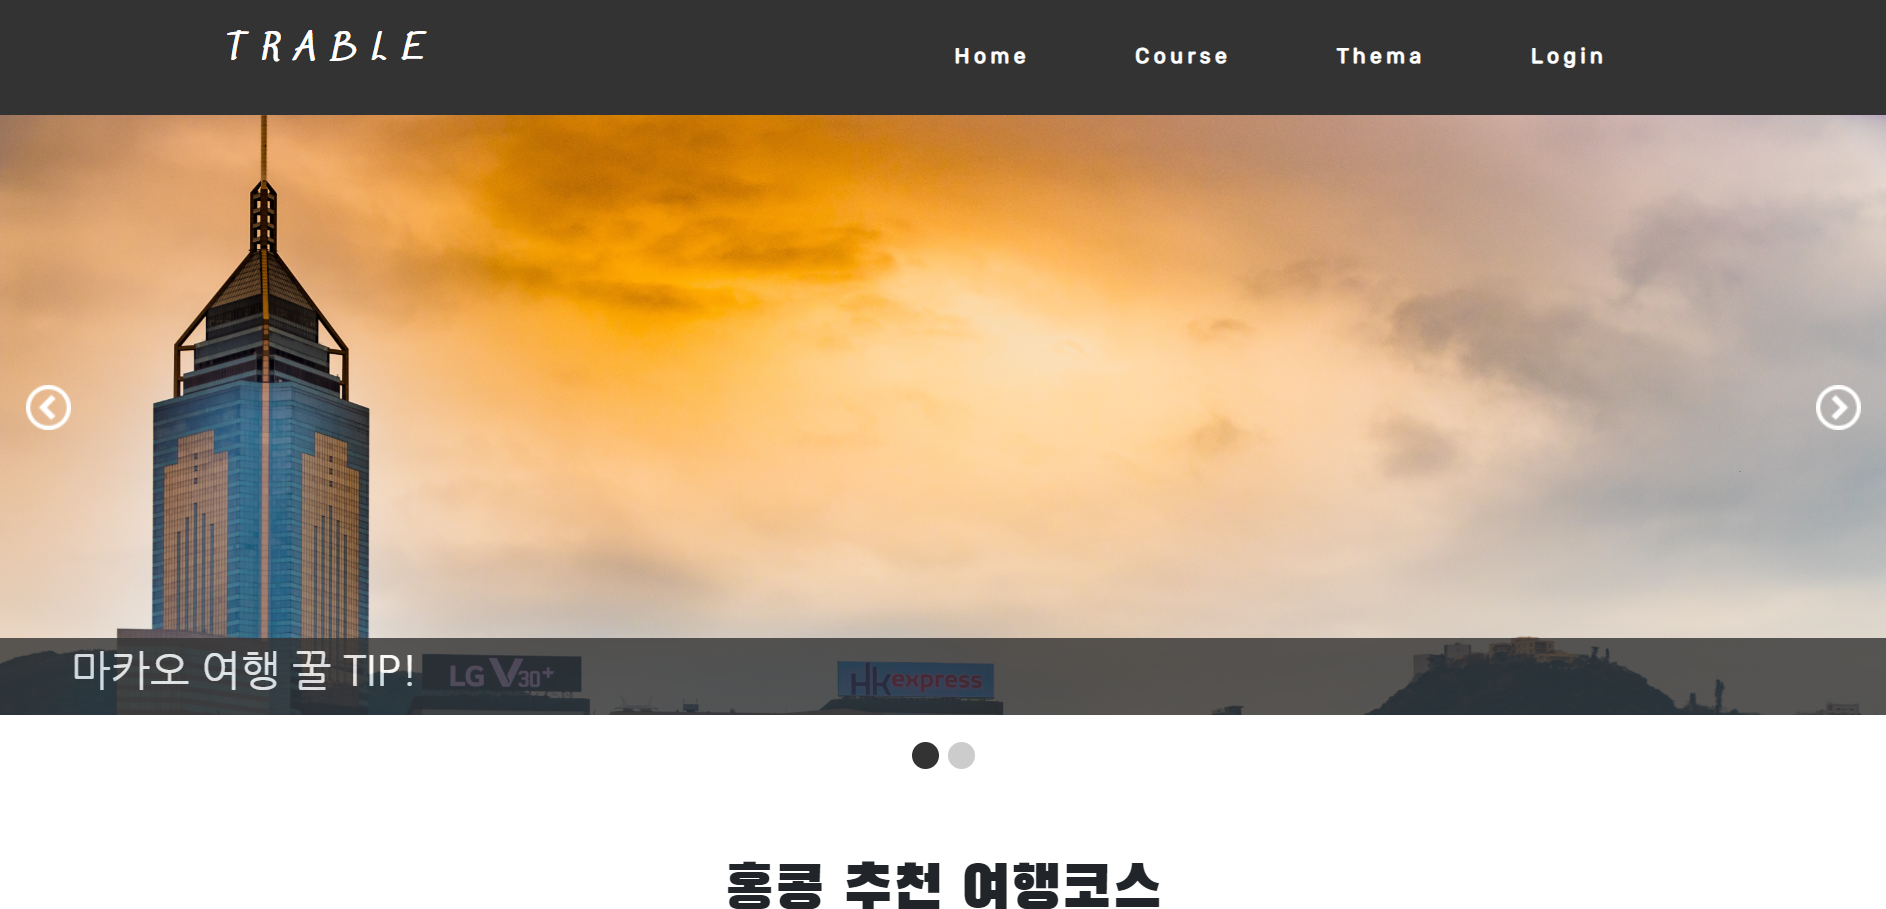 TRABLE
Home Course Thema Login
마카오 여행 꿀 TIP!
LG V30+
hk express
홍콩 추천 여행코스